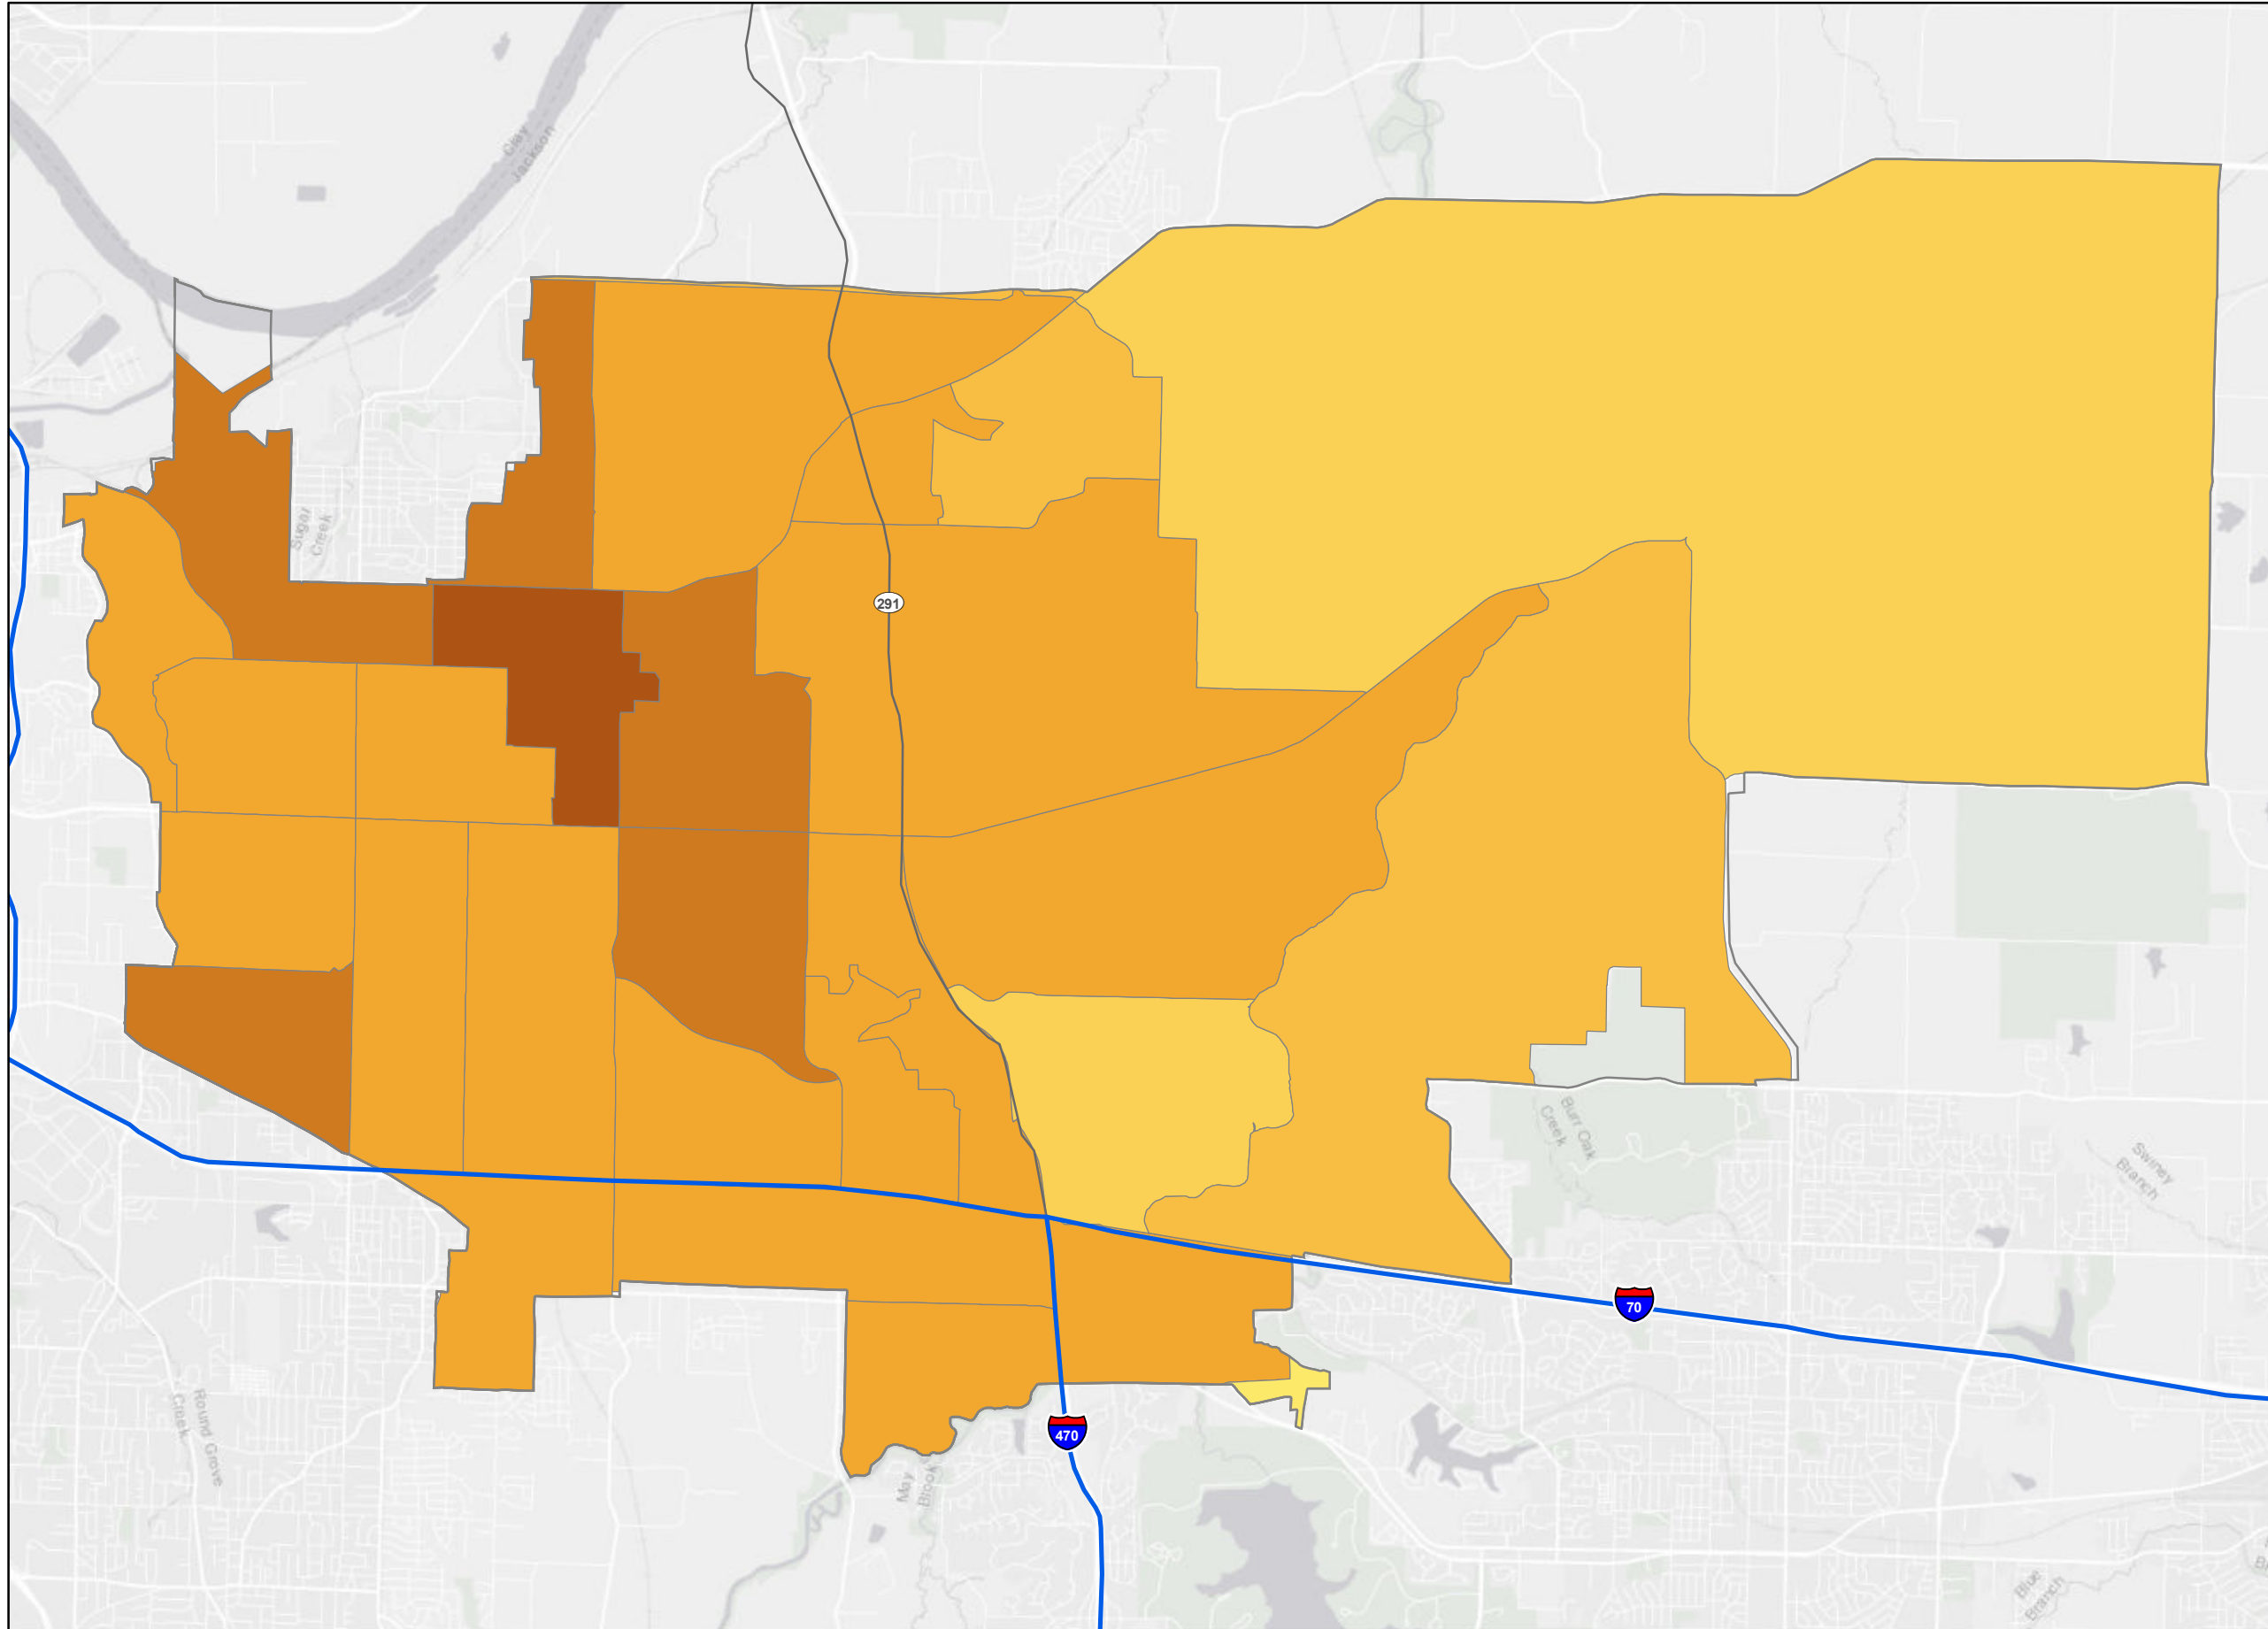 Clay
Jackson
Sugar
Creek
291
Burr Oak
Creek
Swiney
Branch
70
Round Grove
Creek
470
May
Brook
Blue
Branch